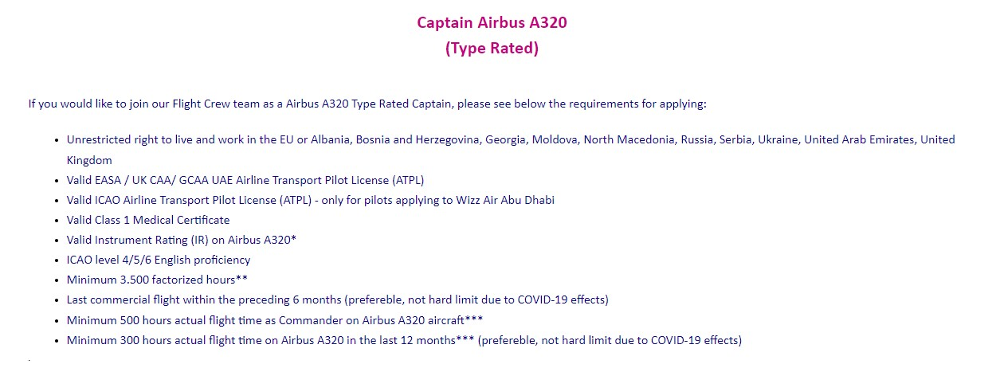 Captain Airbus A320
(Type Rated)
If you would like to join our Flight Crew team as a Airbus A320 Type Rated Captain, please see below the requirements for applying:
• Unrestricted right to live and work in the EU or Albania, Bosnia and Herzegovina, Georgia, Moldova, North Macedonia, Russia, Serbia, Ukraine, United Arab Emirates, United
Kingdom
• Valid EASA / UK CAA/ GCAA UAE Airline Transport Pilot License (ATPL)
• Valid ICAO Airline Transport Pilot License (ATPL) - only for pilots applying to Wizz Air Abu Dhabi
• Valid Class 1 Medical Certificate
• Valid Instrument Rating (IR) on Airbus A320*
• ICAO level 4/5/6 English proficiency
• Minimum 3.500 factorized hours**
• Last commercial flight within the preceding 6 months (prefereble, not hard limit due to COVID-19 effects)
• Minimum 500 hours actual flight time as Commander on Airbus A320 aircraft***
• Minimum 300 hours actual flight time on Airbus A320 in the last 12 months*** (prefereble, not hard limit due to COVID-19 effects)